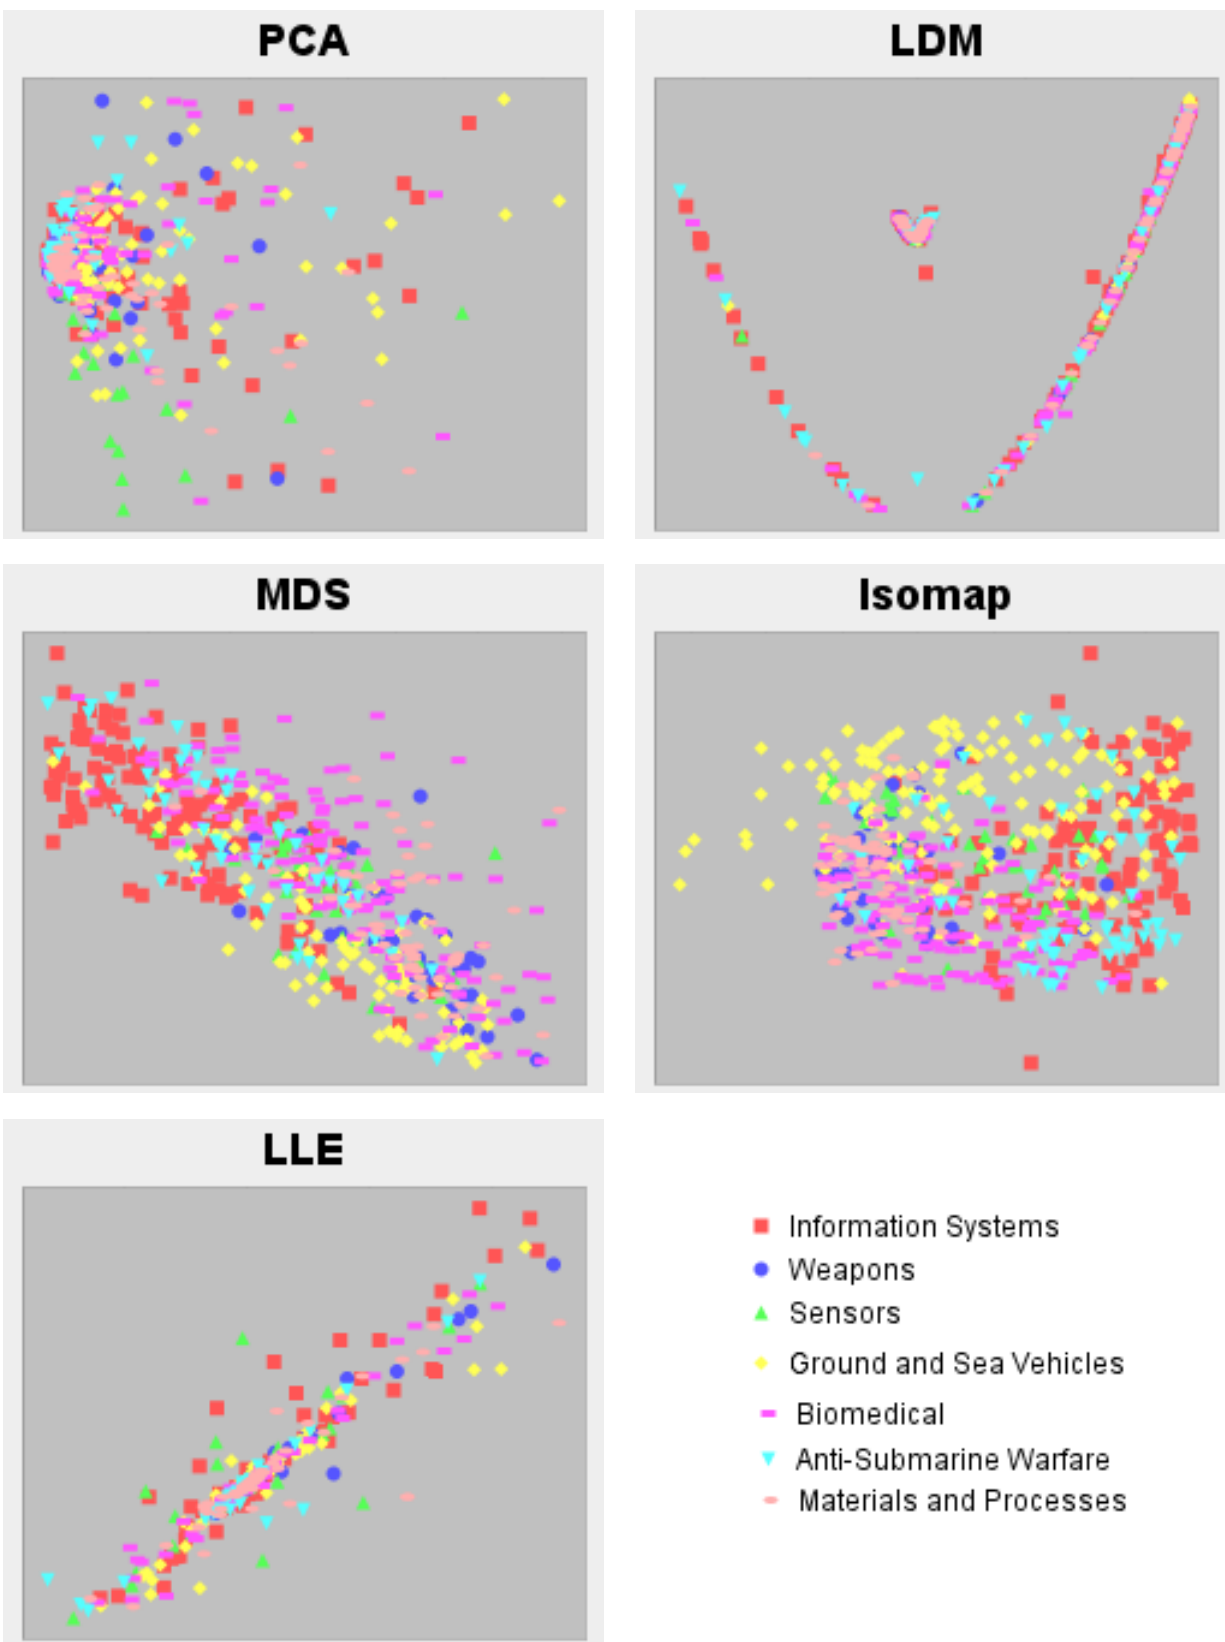 PCA
LDM
MDS
Isomap
LLE
Information Systems
Weapons
Sensors
Ground and Sea Vehicles
Biomedical
Anti-Submarine Warfare
Materials and Processes